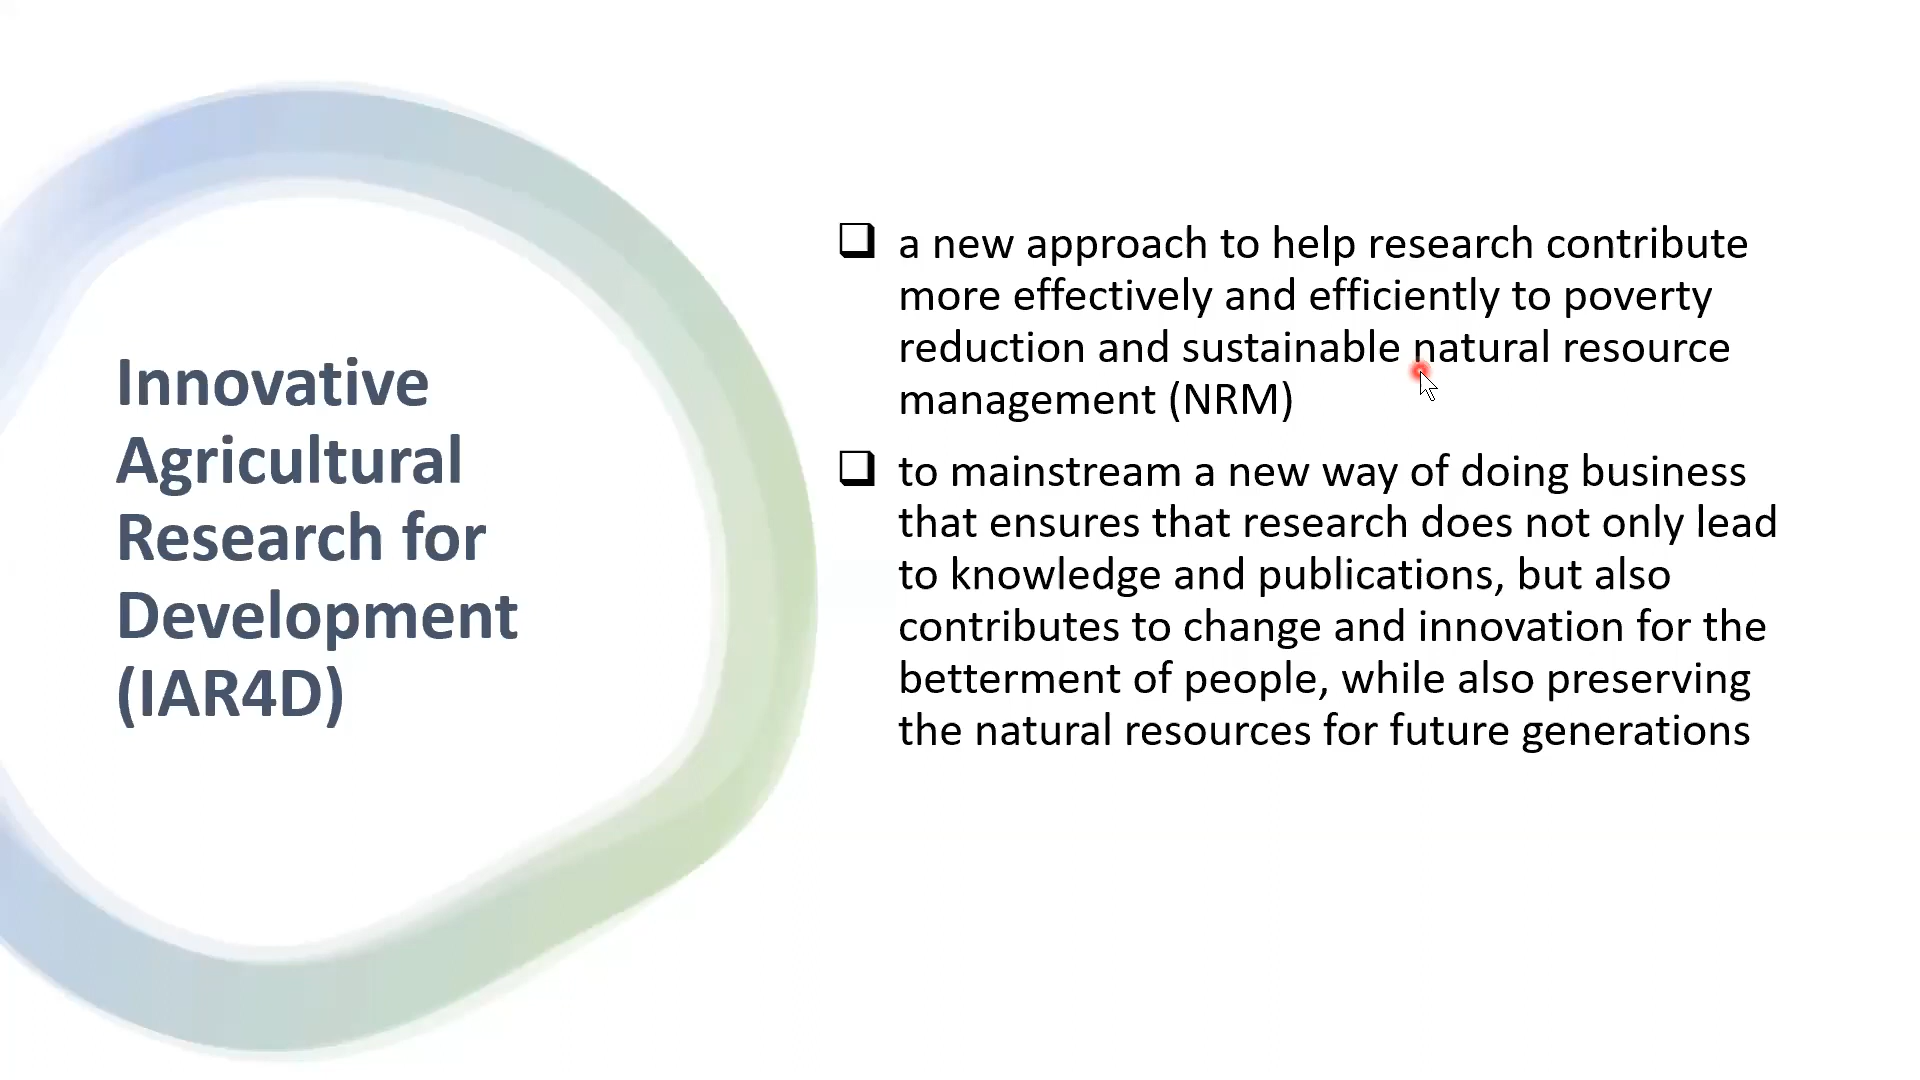 Innovative
Agricultural
Research for
Development
(IAR4D)
❑ a new approach to help research contribute
more effectively and efficiently to poverty
reduction and sustainable natural resource
management (NRM)
❑ to mainstream a new way of doing business
that ensures that research does not only lead
to knowledge and publications, but also
contributes to change and innovation for the
betterment of people, while also preserving
the natural resources for future generations